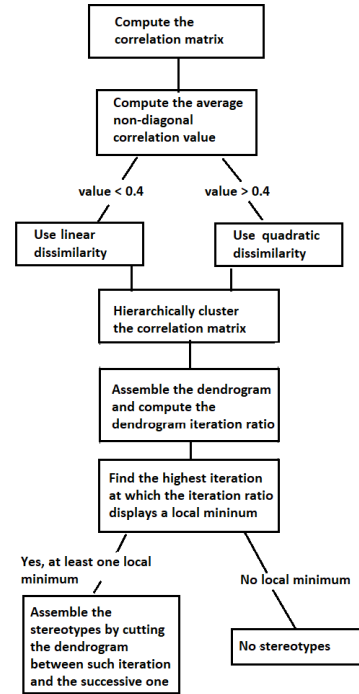 Compute the
correlation matrix
Compute the average
non-diagonal
correlation value
value < 0.4
value > 0.4
Use linear
dissimilarity
Use quadratic
dissimilarity
Hierarchically cluster
the correlation matrix
Assemble the dendrogram
and compute the
dendrogram iteration ratio
Find the highest iteration
at which the iteration ratio
displays a local mininum
Yes, at least one local
minimum
No local minimum
Assemble the
stereotypes by cutting
the dendrogram
between such iteration
and the successive one
No stereotypes